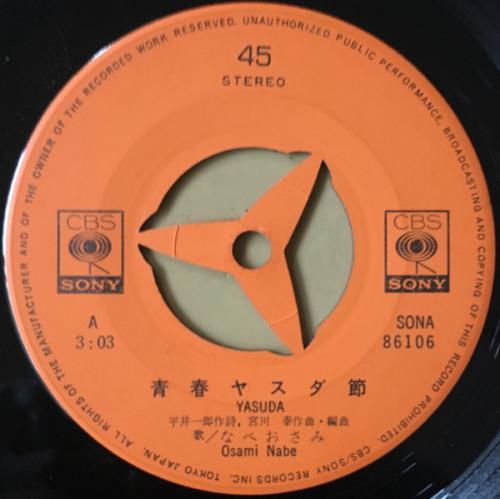 ALL RIGHTS OF THE MANUFACTURER AND OF THE OWNER OF THE RECORDED WORK RESERVED. UNAUTHORIZED PUBLIC PERFORMANCE, BROADCASTING AND COPYING OF THIS RECORD PROHIBITED.
CBS/SONY RECORDS INC. TOKYO JAPAN.
45
STEREO
CBS
SONY
CBS
SONY
A
3:03
SONA
86106
青春ヤスダ節
YASUDA
平井一郎作詩, 宮川 泰作曲・編曲
歌/なべおさみ
Osami Nabe